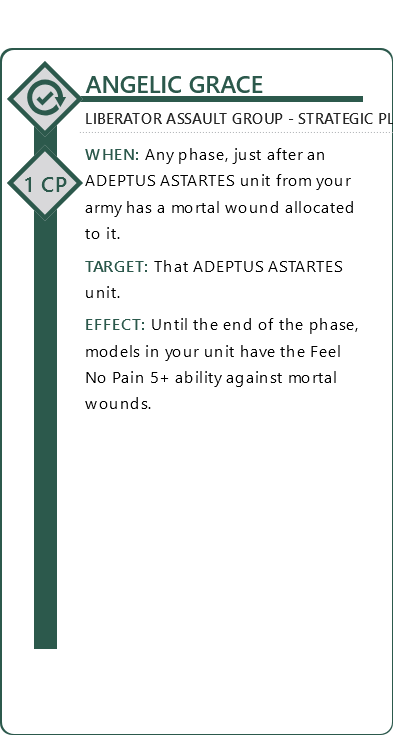 ANGELIC GRACE
LIBERATOR ASSAULT GROUP - STRATEGIC PL
1 CP
WHEN: Any phase, just after an
ADEPTUS ASTARTES unit from your
army has a mortal wound allocated
to it.
TARGET: That ADEPTUS ASTARTES
unit.
EFFECT: Until the end of the phase,
models in your unit have the Feel
No Pain 5+ ability against mortal
wounds.